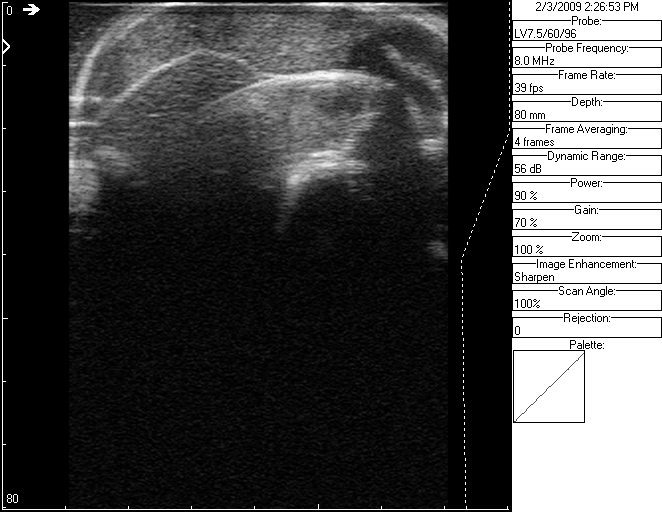 0
80
2/3/2009 2:26:53 PM
Probe:
LV7.5/60/96
Probe Frequency:
8.0 MHz
Frame Rate:
39 fps
Depth:
80 mm
Frame Averaging:
4 frames
Dynamic Range:
56 dB
Power:
90 %
Gain:
70 %
Zoom:
100 %
Image Enhancement:
Sharpen
Scan Angle:
100%
Rejection:
0
Palette: